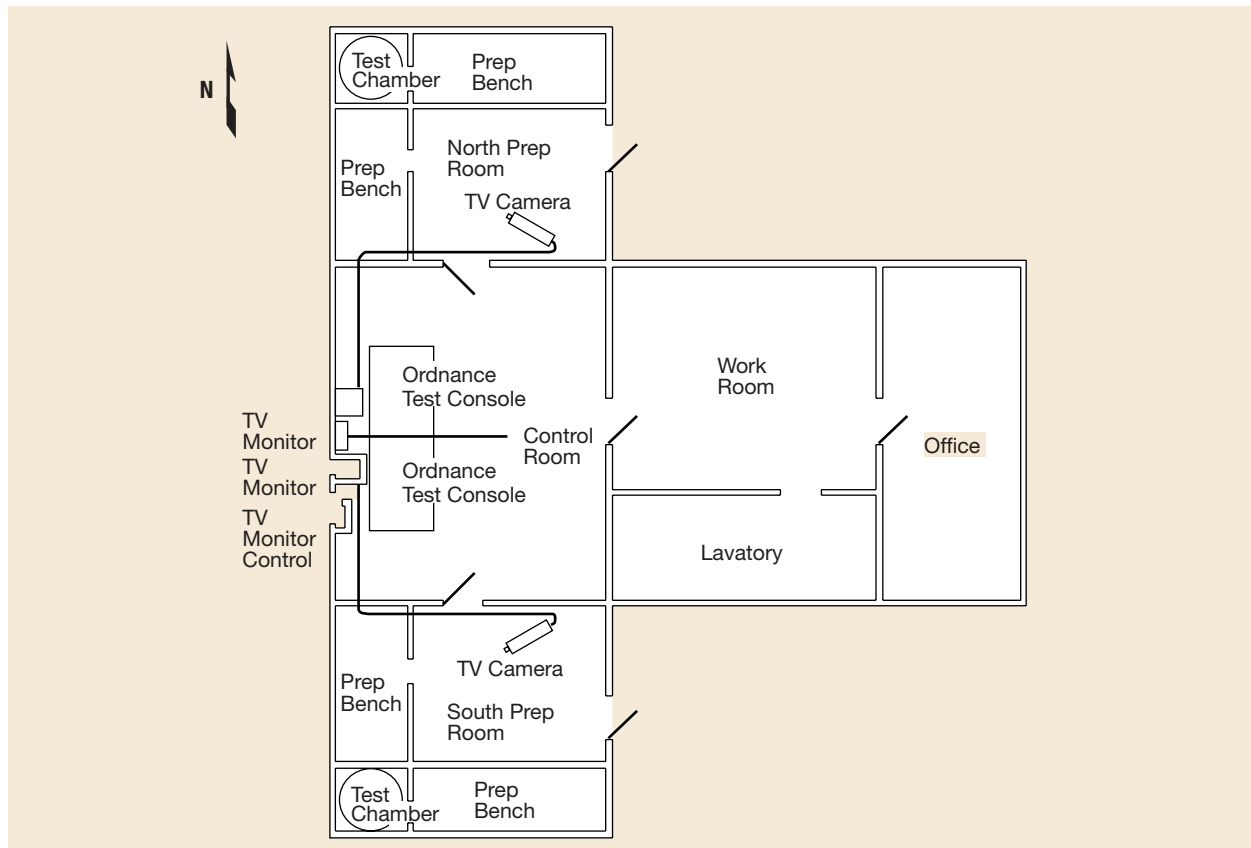 Test
Chamber
Prep
Bench
N
North Prep
Room
Prep
Bench
TV Camera
Ordnance
Test Console
Work
Room
TV
Monitor
Control
Room
Office
TV
Monitor
Ordnance
Test Console
TV
Monitor
Control
Lavatory
TV Camera
Prep
Bench
South Prep
Room
Test
Chamber
Prep
Bench